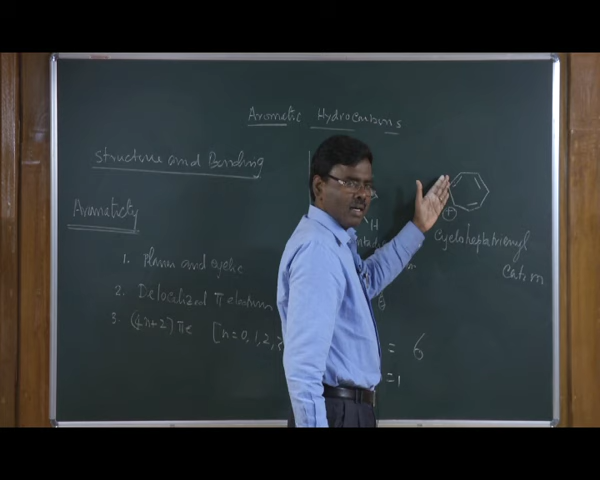 Aromatic Hydrocarbons
Structure and Bonding
Aromaticity
H
Cycloheptatrienyl
Cation
1. Planar and cyclic
2. Delocalized π electrons
3. (4n+2) πe [n = 0, 1, 2, 3
= 6
= 1